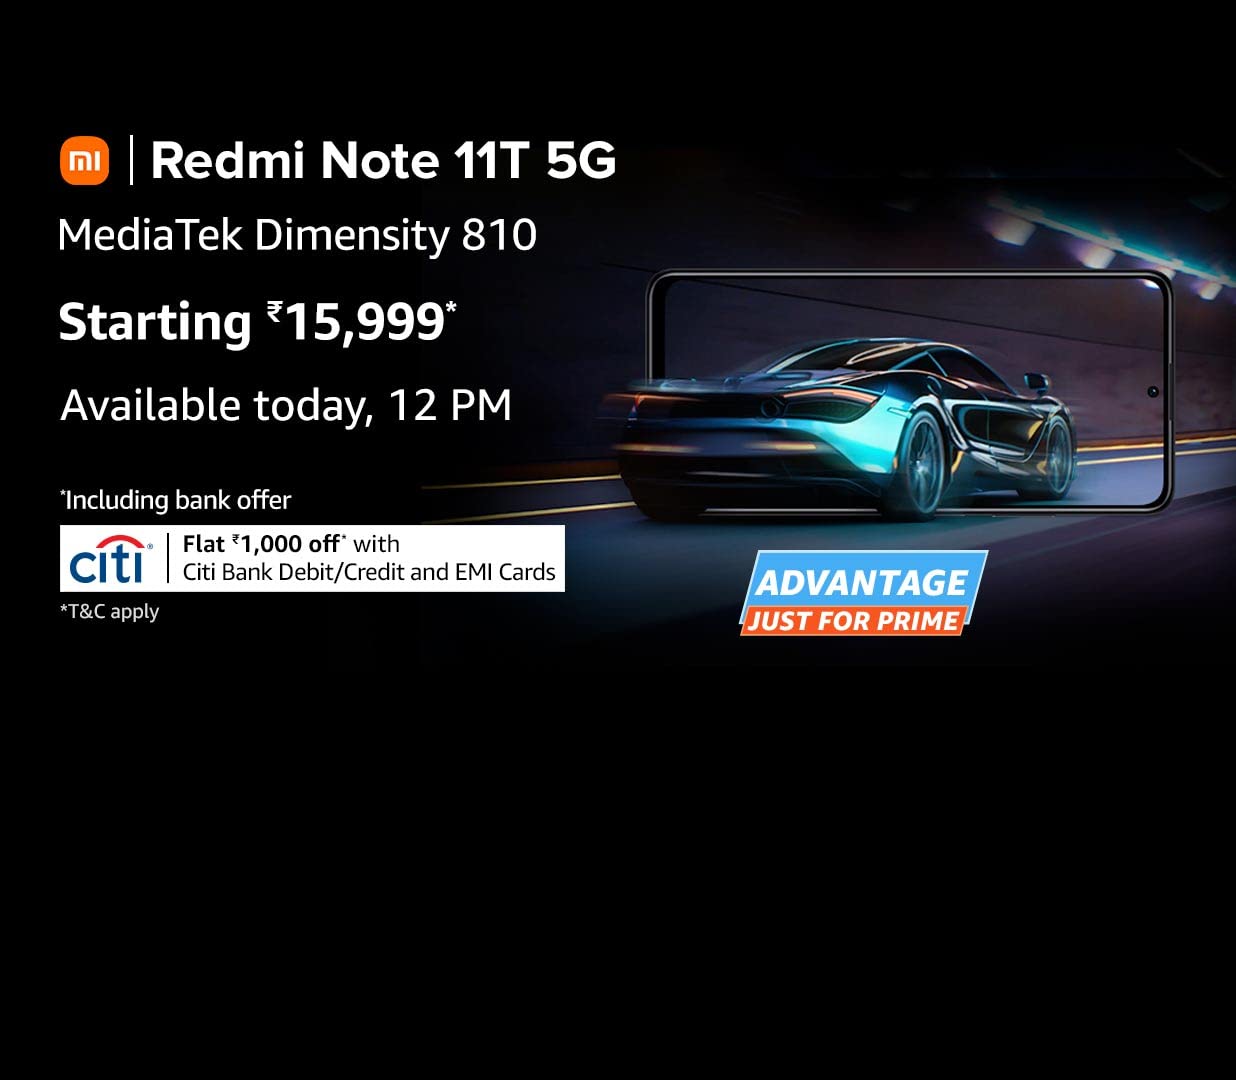 mi | Redmi Note 11T 5G
MediaTek Dimensity 810
Starting ₹15,999*
Available today, 12 PM
*Including bank offer
citi® | Flat ₹1,000 off* with
Citi Bank Debit/Credit and EMI Cards
*T&C apply
ADVANTAGE
JUST FOR PRIME